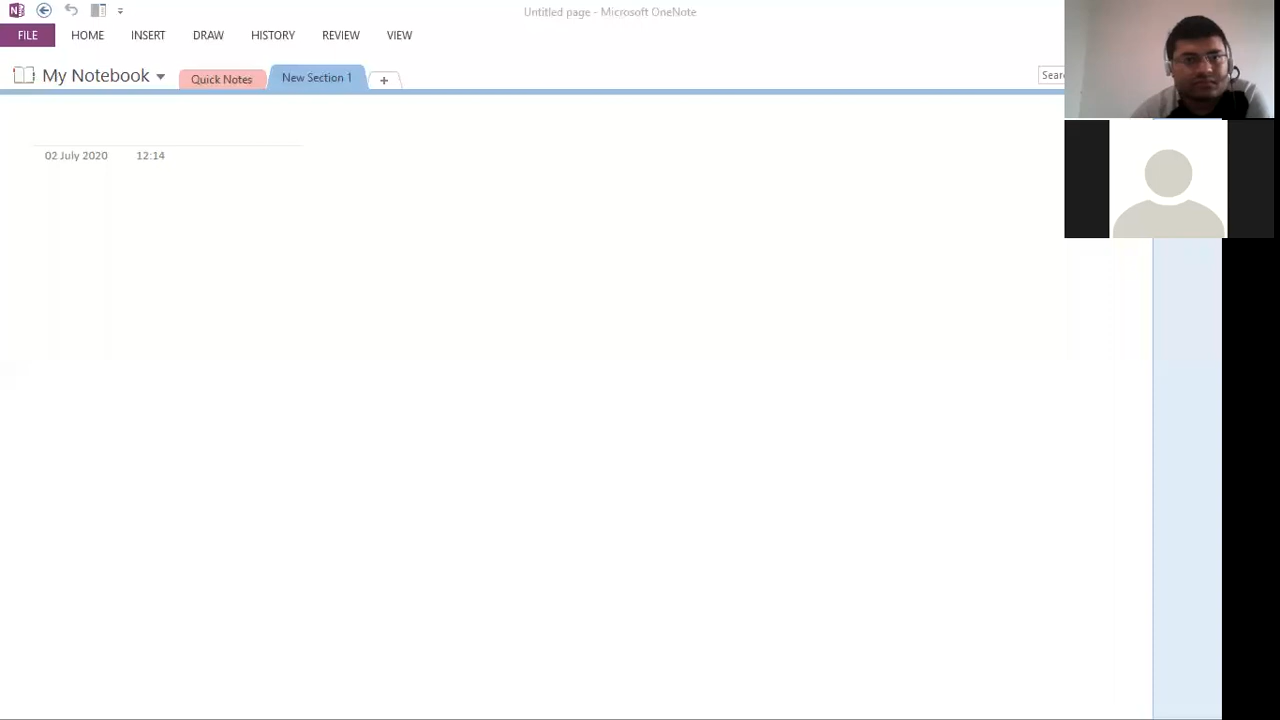 Untitled page - Microsoft OneNote
FILE HOME INSERT DRAW HISTORY REVIEW VIEW
My Notebook Quick Notes New Section 1 +
Sear
02 July 2020 12:14